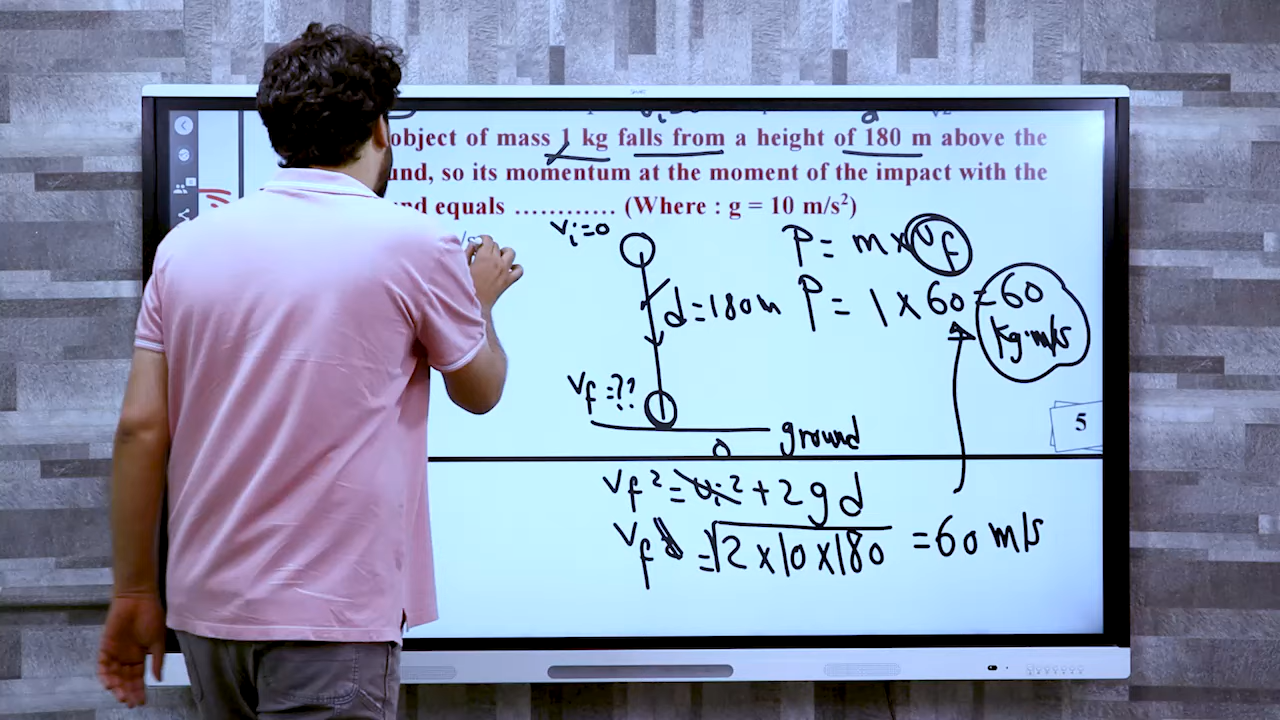 object of mass 1 kg falls from a height of 180 m above the
und, so its momentum at the moment of the impact with the
nd equals ………… (Where : g = 10 m/s²)
vi=0
P = m×vf
d=180m
P = 1×60=60
kg·m/s
vf=??
5
ground
0
vf²=vi²+2gd
vf=√2×10×180 =60 m/s